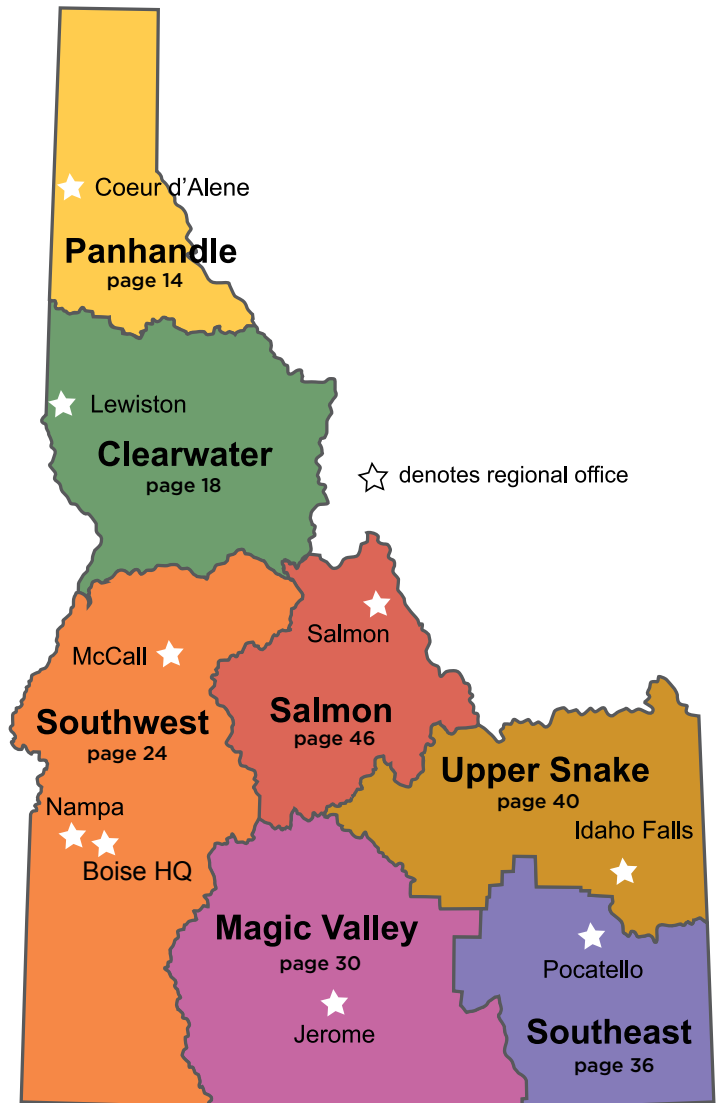 Coeur d'Alene
Panhandle
page 14
Lewiston
Clearwater
page 18
denotes regional office
Salmon
McCall
Salmon
page 46
Southwest
page 24
Upper Snake
page 40
Nampa
Boise HQ
Idaho Falls
Magic Valley
page 30
Jerome
Pocatello
Southeast
page 36